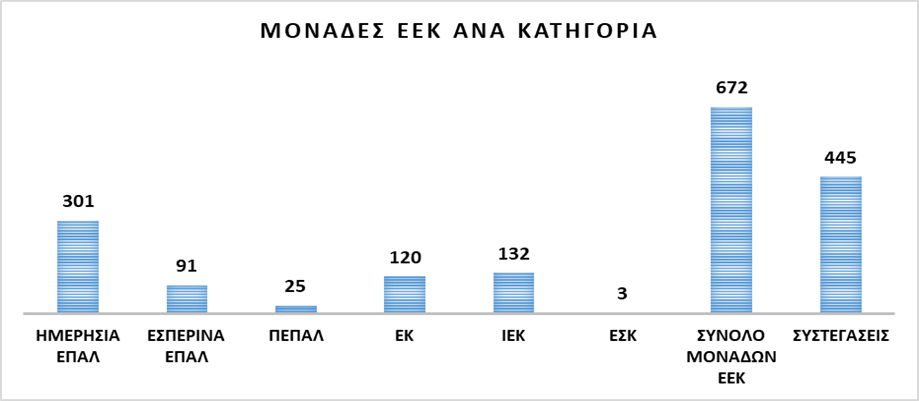 ΜΟΝΑΔΕΣ ΕΕΚ ΑΝΑ ΚΑΤΗΓΟΡΙΑ
301
91
25
120
132
3
672
445
ΗΜΕΡΗΣΙΑ
ΕΠΑΛ
ΕΣΠΕΡΙΝΑ
ΕΠΑΛ
ΠΕΠΑΛ
ΕΚ
ΙΕΚ
ΕΣΚ
ΣΥΝΟΛΟ
ΜΟΝΑΔΩΝ
ΕΕΚ
ΣΥΣΤΕΓΑΣΕΙΣ